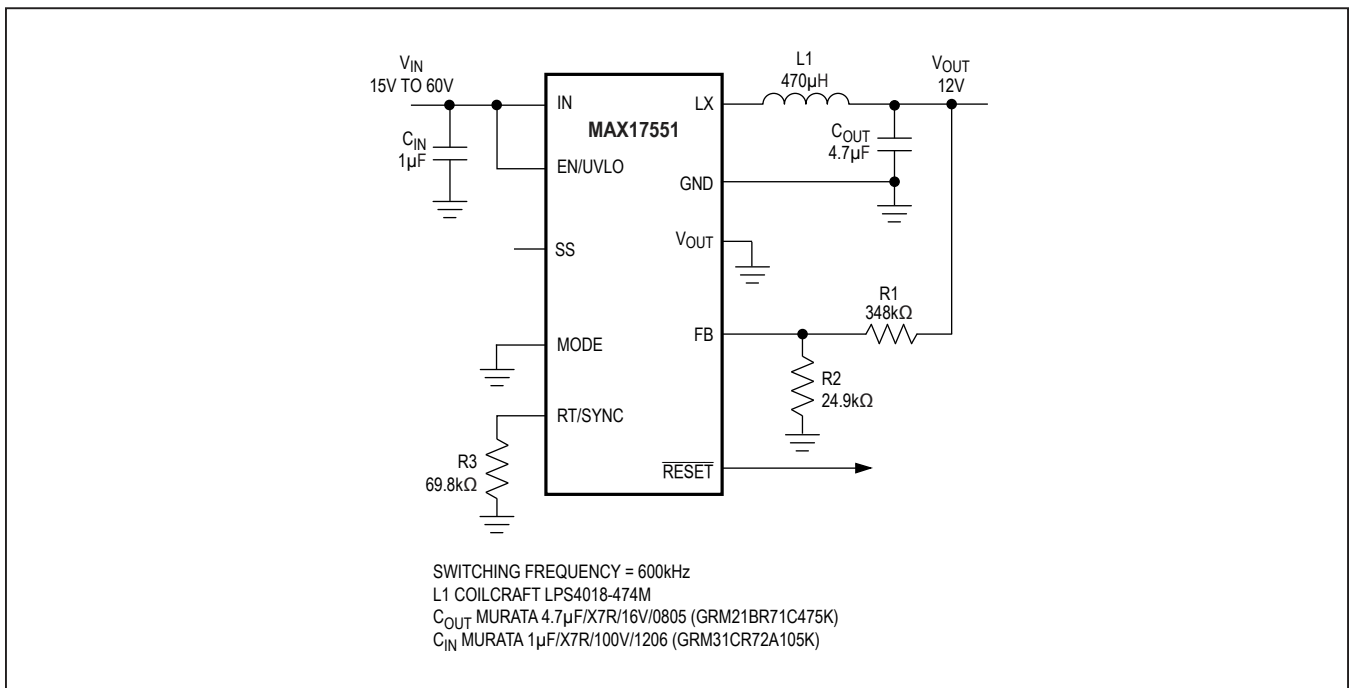 VIN
15V TO 60V
CIN
1µF
IN
EN/UVLO
SS
MODE
RT/SYNC
R3
69.8kΩ
MAX17551
LX
GND
VOUT
FB
RESET
L1
470µH
VOUT
12V
COUT
4.7µF
R1
348kΩ
R2
24.9kΩ
SWITCHING FREQUENCY = 600kHz
L1 COILCRAFT LPS4018-474M
COUT MURATA 4.7µF/X7R/16V/0805 (GRM21BR71C475K)
CIN MURATA 1µF/X7R/100V/1206 (GRM31CR72A105K)